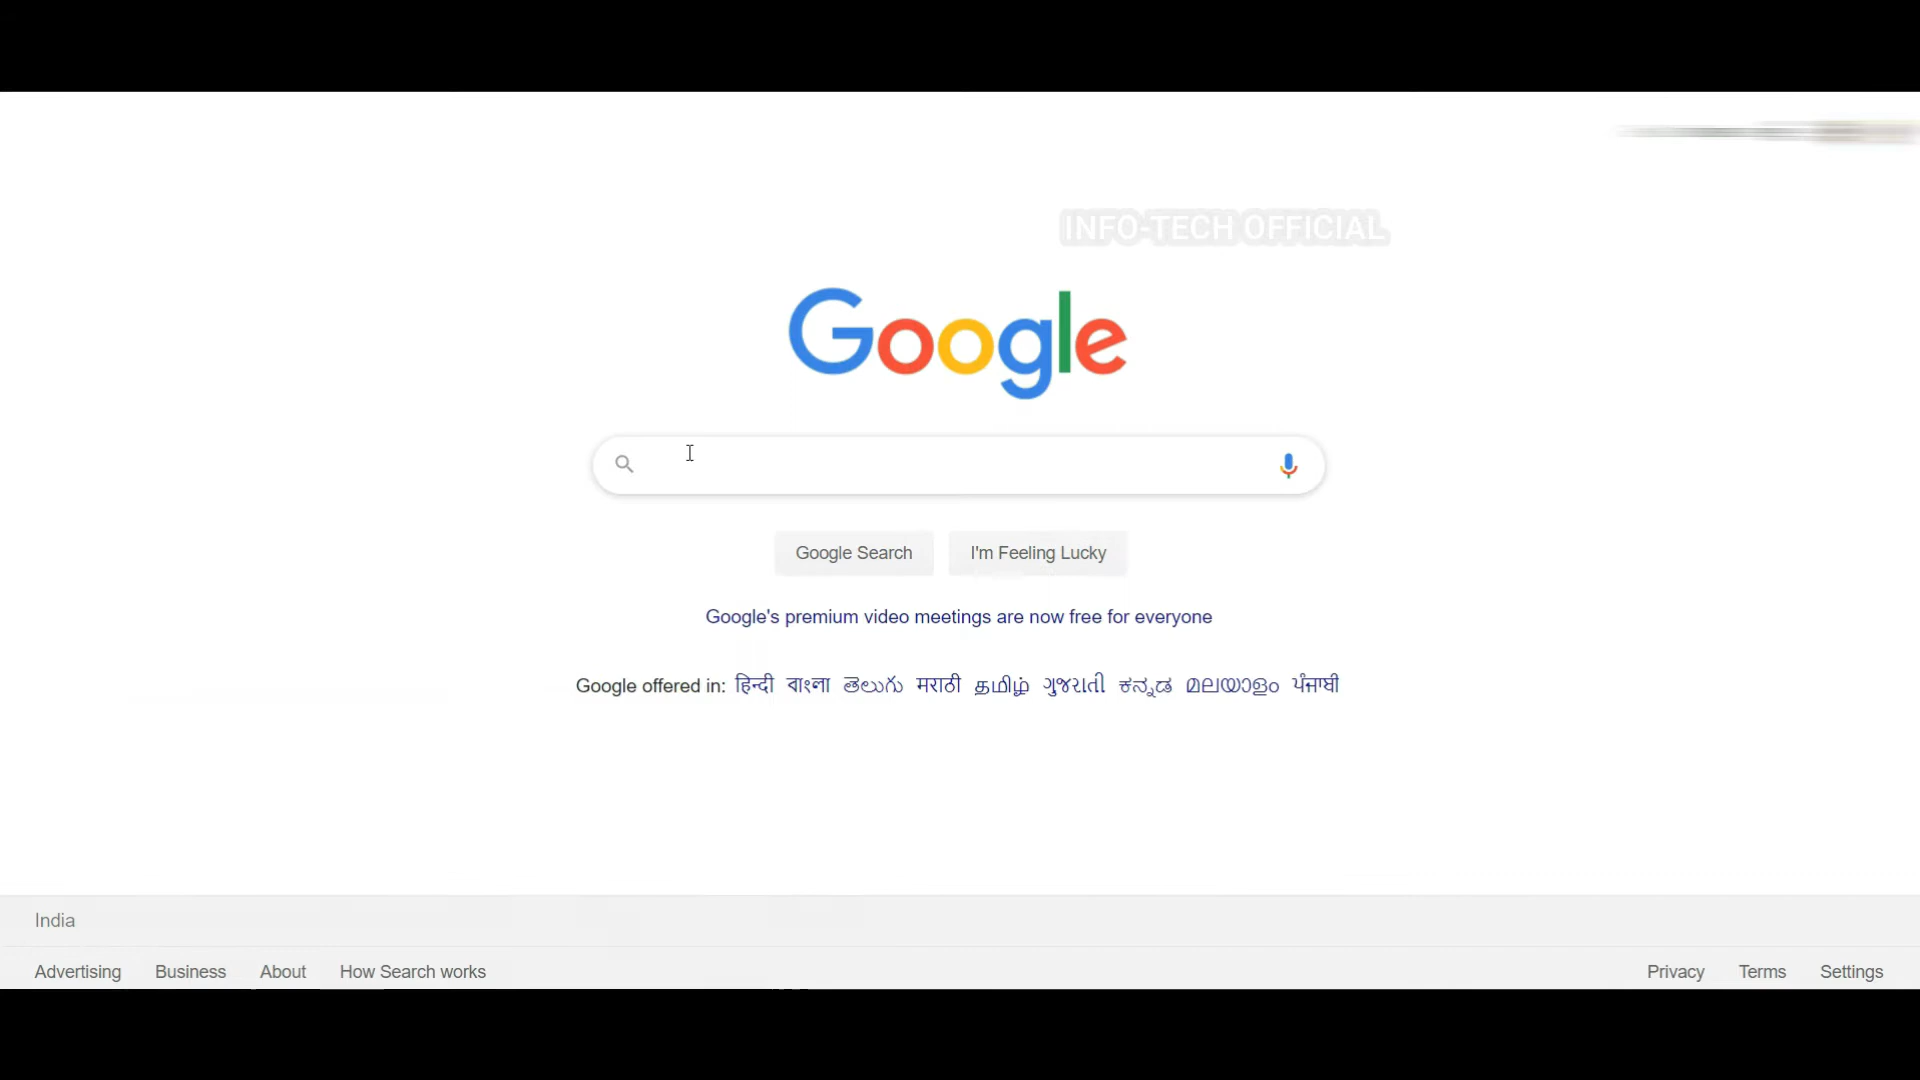 INFO-TECH OFFICIAL
Google
Google Search
I'm Feeling Lucky
Google's premium video meetings are now free for everyone
Google offered in: हिन्दी বাংলা తెలుగు मराठी தமிழ் ગુજરાતી ಕನ್ನಡ മലയാളം ਪੰਜਾਬੀ
India
Advertising Business About How Search works Privacy Terms Settings